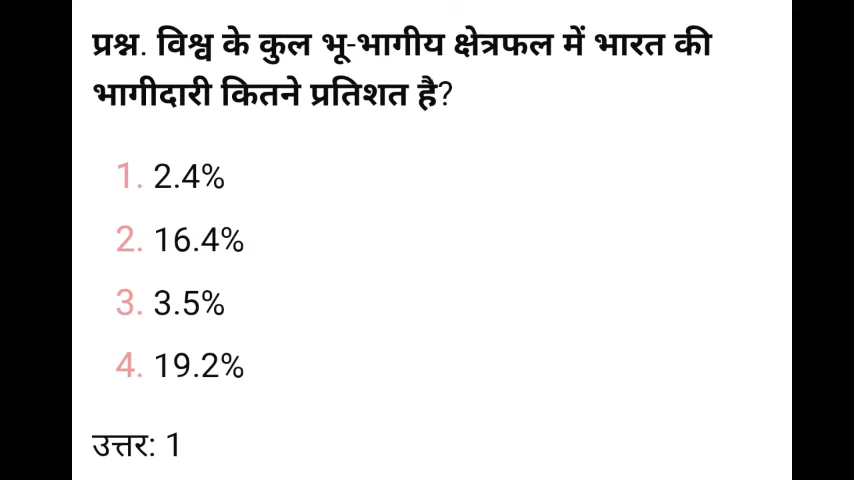 प्रश्न. विश्व के कुल भू-भागीय क्षेत्रफल में भारत की
भागीदारी कितने प्रतिशत है?
1. 2.4%
2. 16.4%
3. 3.5%
4. 19.2%
उत्तर: 1